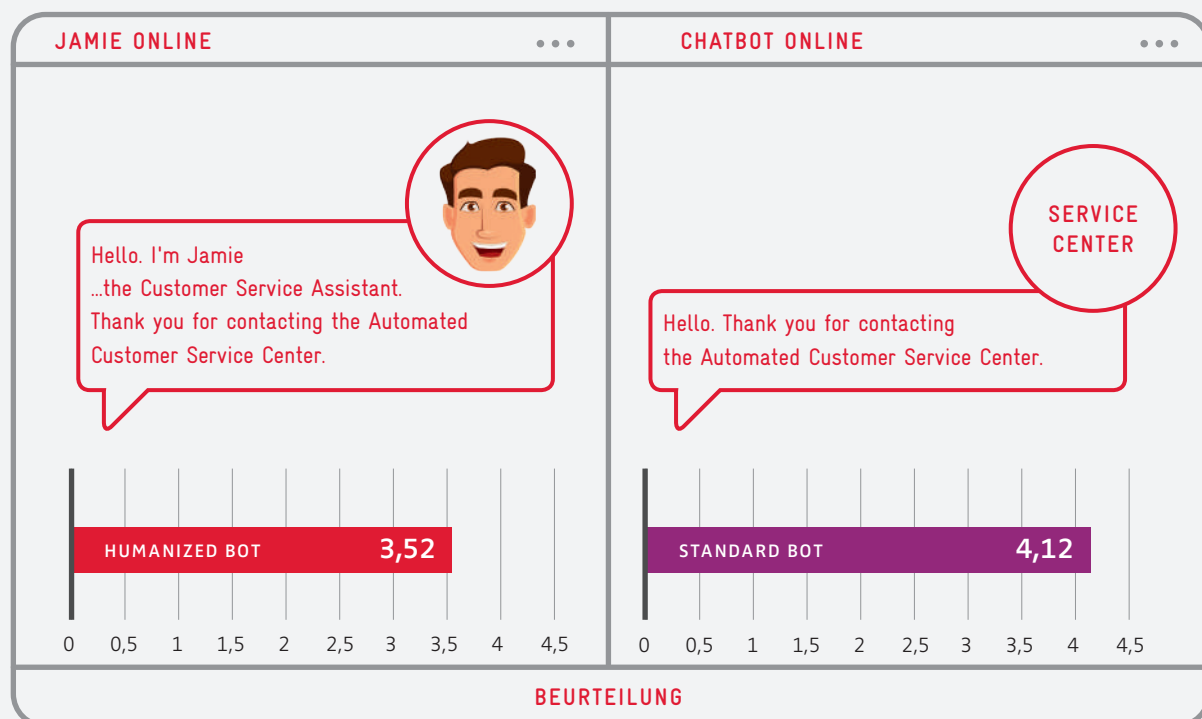 JAMIE ONLINE
Hello. I'm Jamie
...the Customer Service Assistant.
Thank you for contacting the Automated
Customer Service Center.
HUMANIZED BOT 3,52
0 0,5 1 1,5 2 2,5 3 3,5 4 4,5
CHATBOT ONLINE
SERVICE
CENTER
Hello. Thank you for contacting
the Automated Customer Service Center.
STANDARD BOT 4,12
0 0,5 1 1,5 2 2,5 3 3,5 4 4,5
BEURTEILUNG